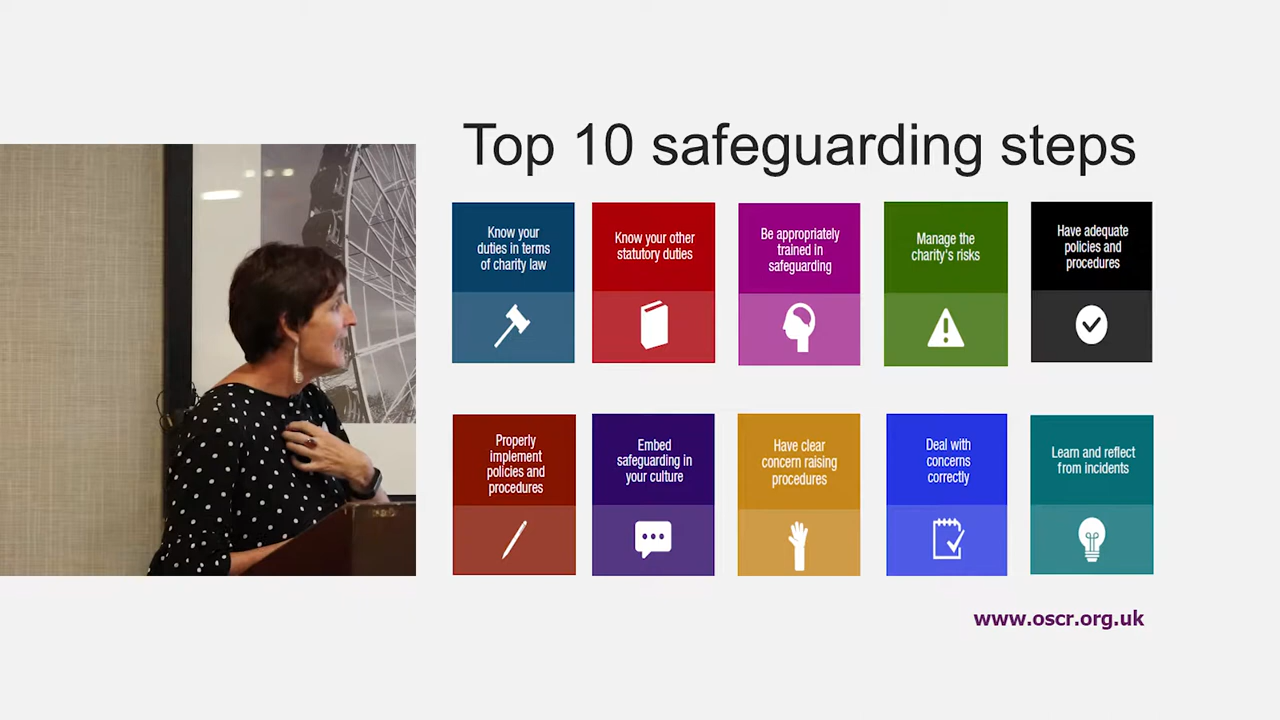 Top 10 safeguarding steps
Know your
duties in terms
of charity law
Know your other
statutory duties
Be appropriately
trained in
safeguarding
Manage the
charity's risks
Have adequate
policies and
procedures
Properly
implement
policies and
procedures
Embed
safeguarding in
your culture
Have clear
concern raising
procedures
Deal with
concerns
correctly
Learn and reflect
from incidents
www.oscr.org.uk